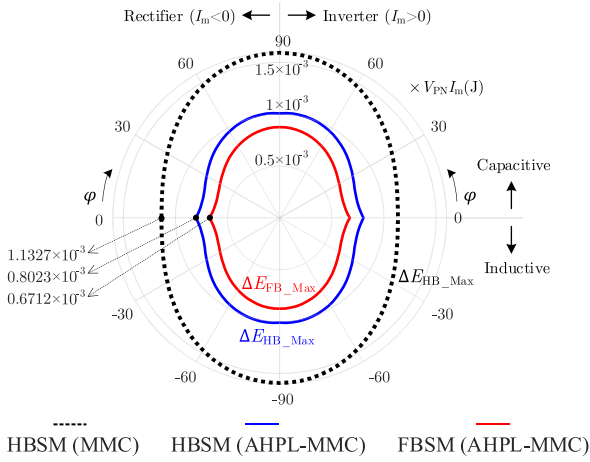 Rectifier (Im<0) Inverter (Im>0)
90
60 1.5×10-3 60
× VPNIm(J)
1×10-3
30 30
0.5×10-3
Capacitive
φ φ
0 0
1.1327×10-3
0.8023×10-3
0.6712×10-3
Inductive
ΔEFB_Max ΔEHB_Max
-30 -30
ΔEHB_Max
-60 -60
-90
HBSM (MMC) HBSM (AHPL-MMC) FBSM (AHPL-MMC)